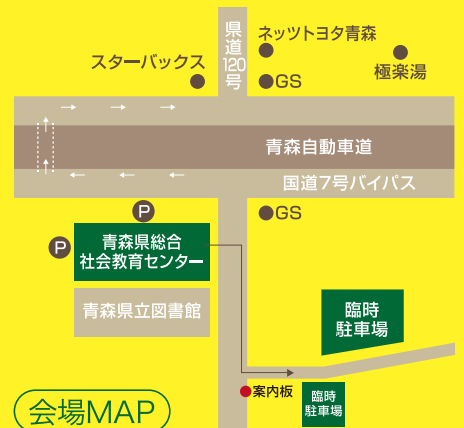 県道120号
ネッツトヨタ青森
スターバックス
極楽湯
GS
青森自動車道
国道7号バイパス
P
GS
P
青森県総合
社会教育センター
青森県立図書館
臨時
駐車場
案内板
臨時
駐車場
会場MAP